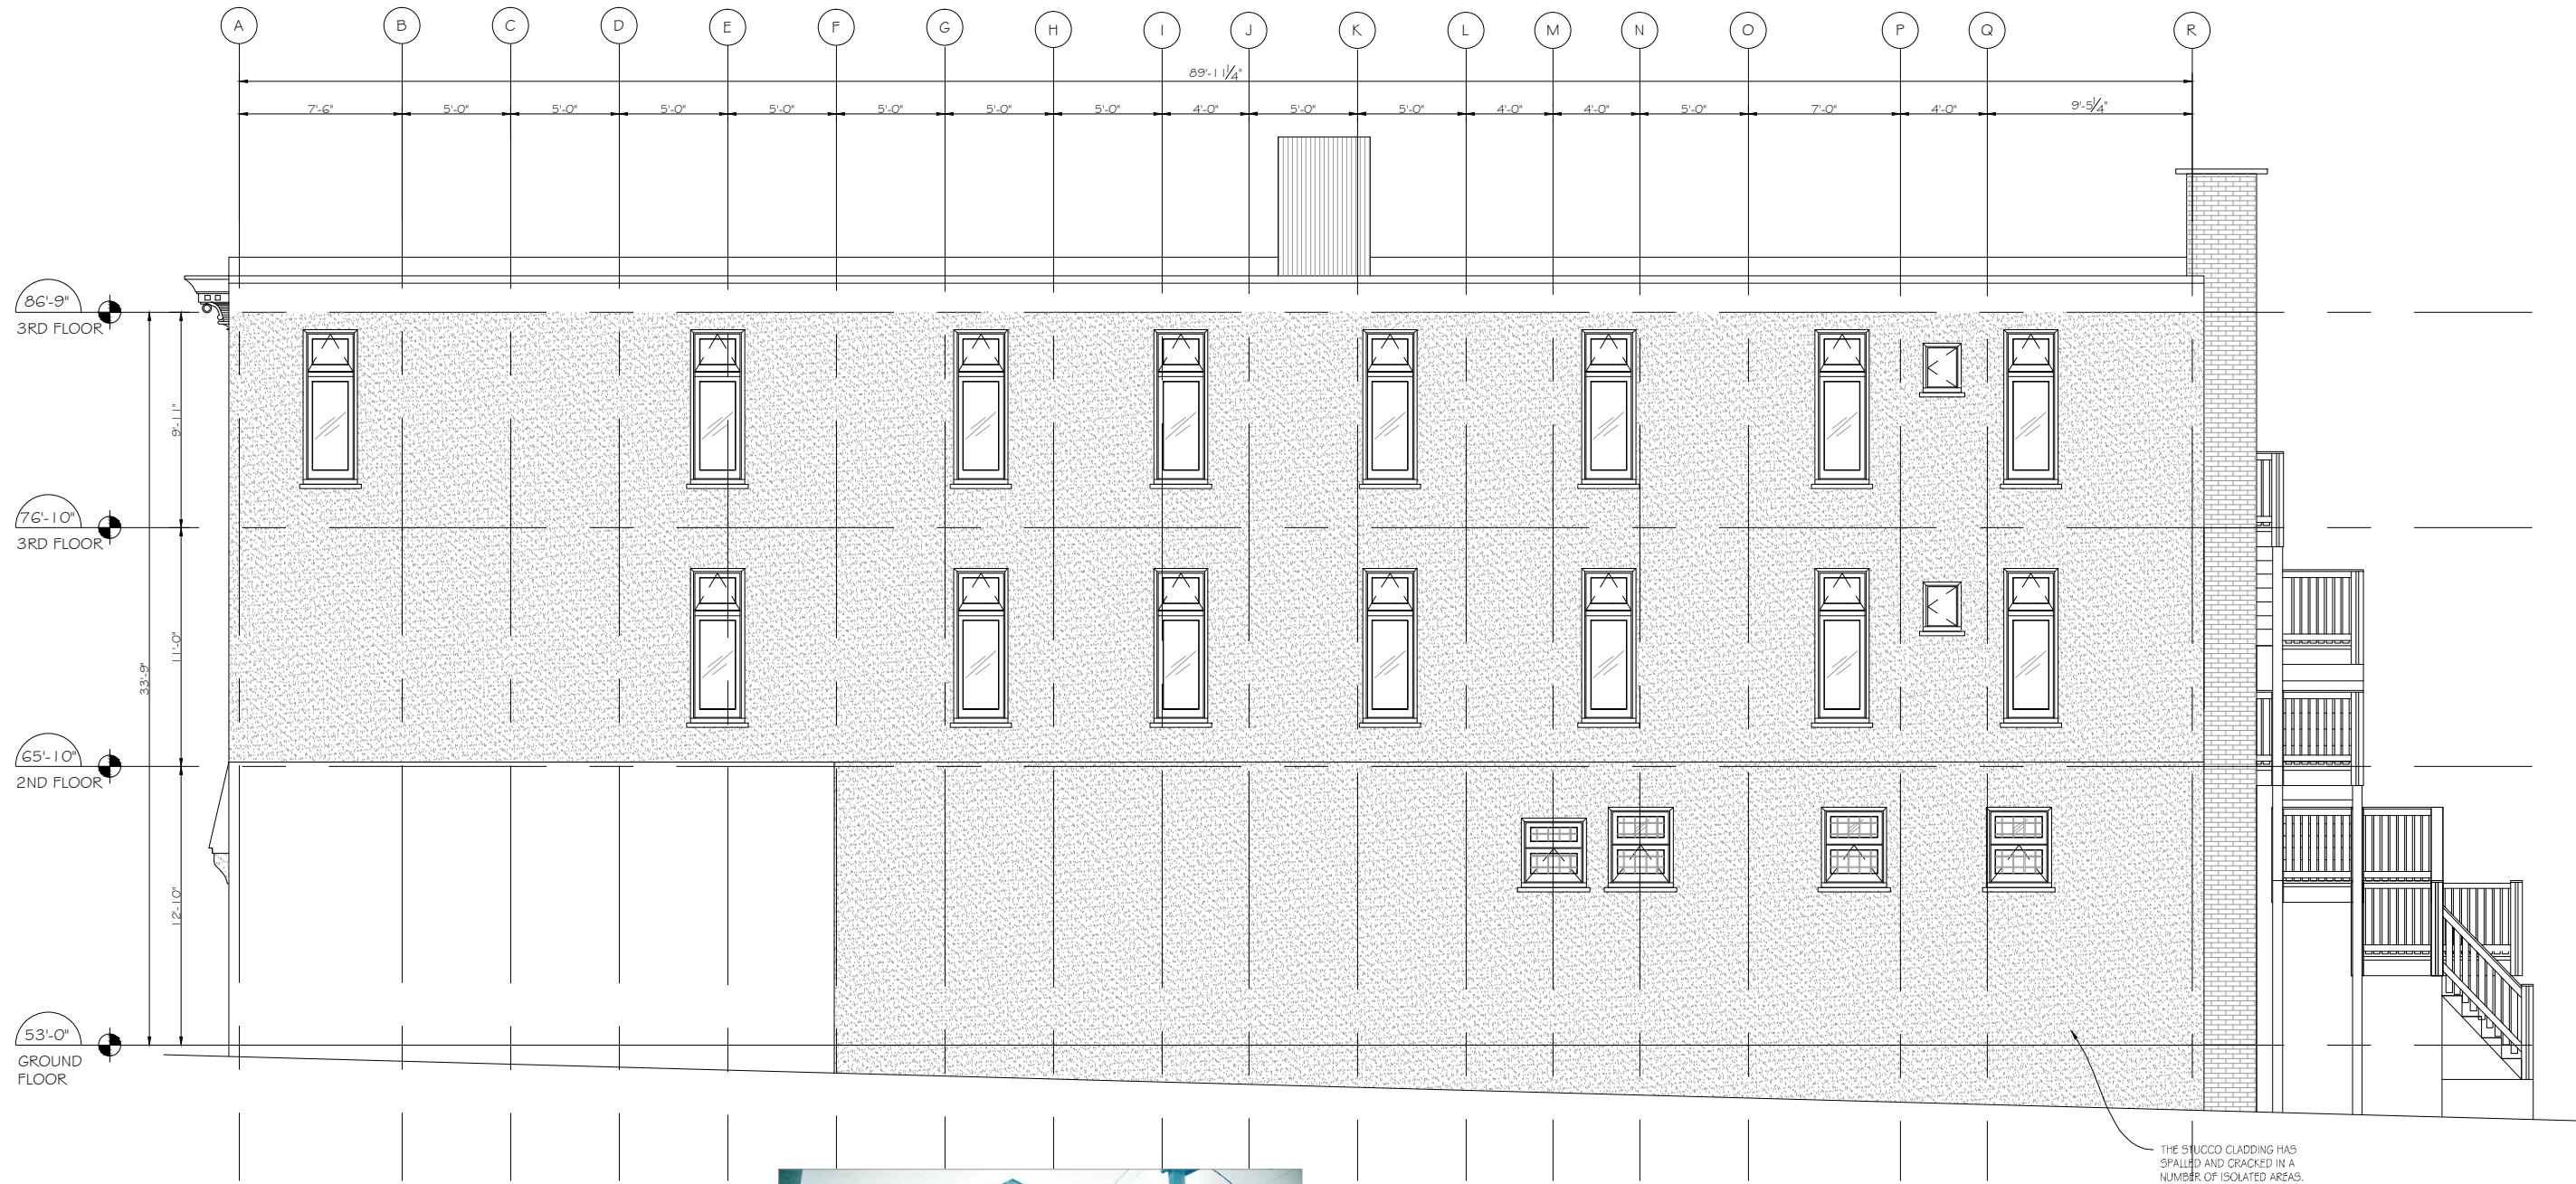 A B C D E F G H I J K L M N O P Q R
89'-11 1/4"
7'-6" 5'-0" 5'-0" 5'-0" 5'-0" 5'-0" 5'-0" 5'-0" 4'-0" 5'-0" 5'-0" 4'-0" 4'-0" 5'-0" 7'-0" 4'-0" 9'-5 1/4"
86'-9"
3RD FLOOR
9'-11"
76'-10"
3RD FLOOR
11'-0"
33'-9"
65'-10"
2ND FLOOR
12'-10"
53'-0"
GROUND
FLOOR
THE STUCCO CLADDING HAS
SPALLED AND CRACKED IN A
NUMBER OF ISOLATED AREAS.